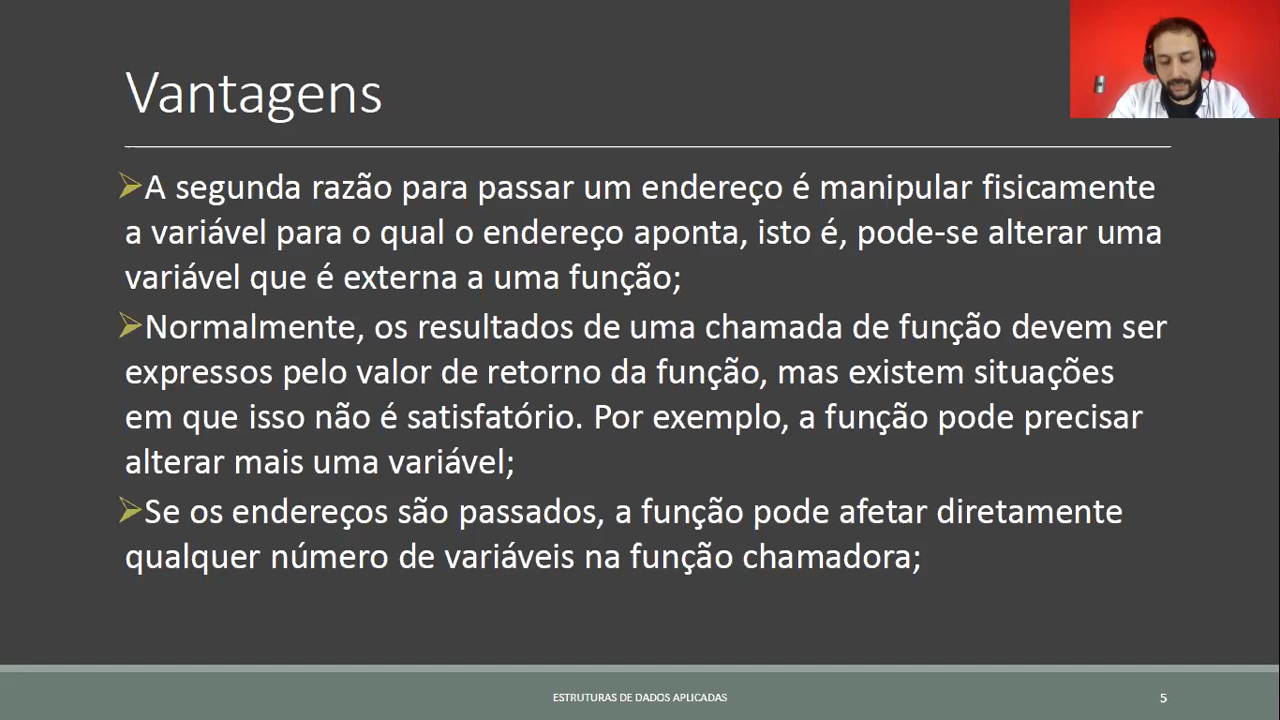 Vantagens
A segunda razão para passar um endereço é manipular fisicamente
a variável para o qual o endereço aponta, isto é, pode-se alterar uma
variável que é externa a uma função;
Normalmente, os resultados de uma chamada de função devem ser
expressos pelo valor de retorno da função, mas existem situações
em que isso não é satisfatório. Por exemplo, a função pode precisar
alterar mais uma variável;
Se os endereços são passados, a função pode afetar diretamente
qualquer número de variáveis na função chamadora;
ESTRUTURAS DE DADOS APLICADAS
5